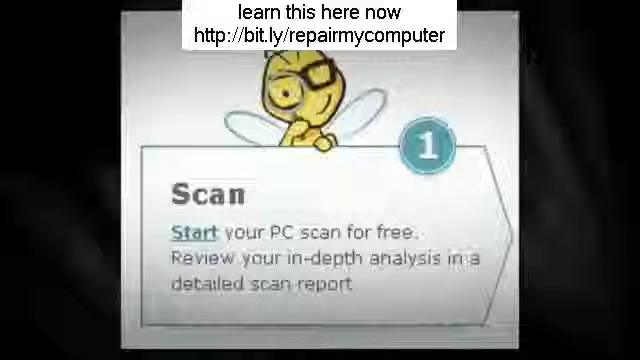 learn this here now
http://bit.ly/repairmycomputer
1
Scan
Start your PC scan for free.
Review your in-depth analysis in a
detailed scan report